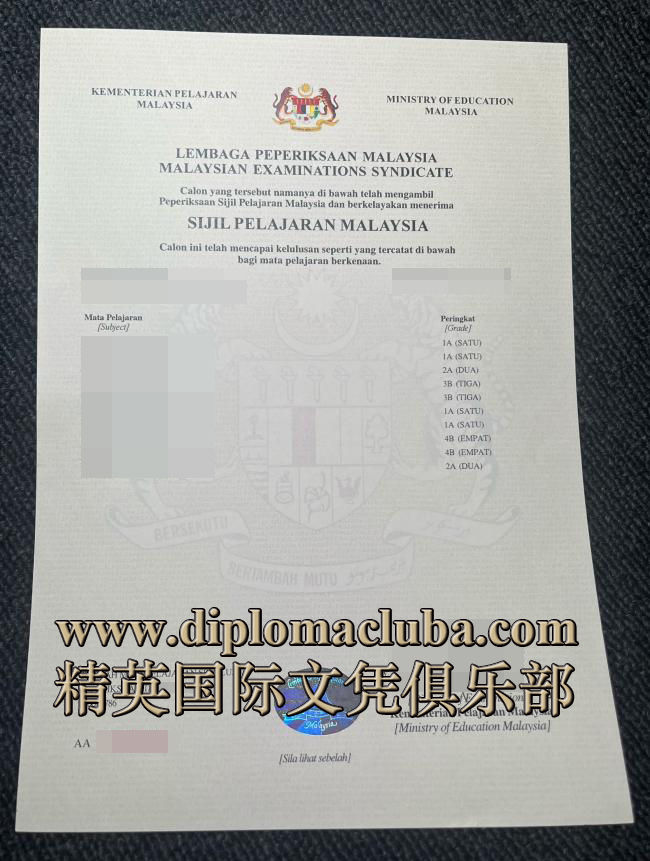 KEMENTERIAN PELAJARAN
MALAYSIA
MINISTRY OF EDUCATION
MALAYSIA
LEMBAGA PEPERIKSAAN MALAYSIA
MALAYSIAN EXAMINATIONS SYNDICATE
Calon yang tersebut namanya di bawah telah mengambil
Peperiksaan Sijil Pelajaran Malaysia dan berkelayakan menerima
SIJIL PELAJARAN MALAYSIA
Calon ini telah mencapai kelulusan seperti yang tercatat di bawah
bagi mata pelajaran berkenaan.
Mata Pelajaran
[Subject]
Peringkat
[Grade]
1A (SATU)
1A (SATU)
2A (DUA)
3B (TIGA)
3B (TIGA)
1A (SATU)
1A (SATU)
4B (EMPAT)
4B (EMPAT)
2A (DUA)
BERSEKUTU
BERTAMBAH MUTU
www.diplomacluba.com
精英国际文凭俱乐部
Malaysia
[Ministry of Education Malaysia]
AA
[Sila lihat sebelah]